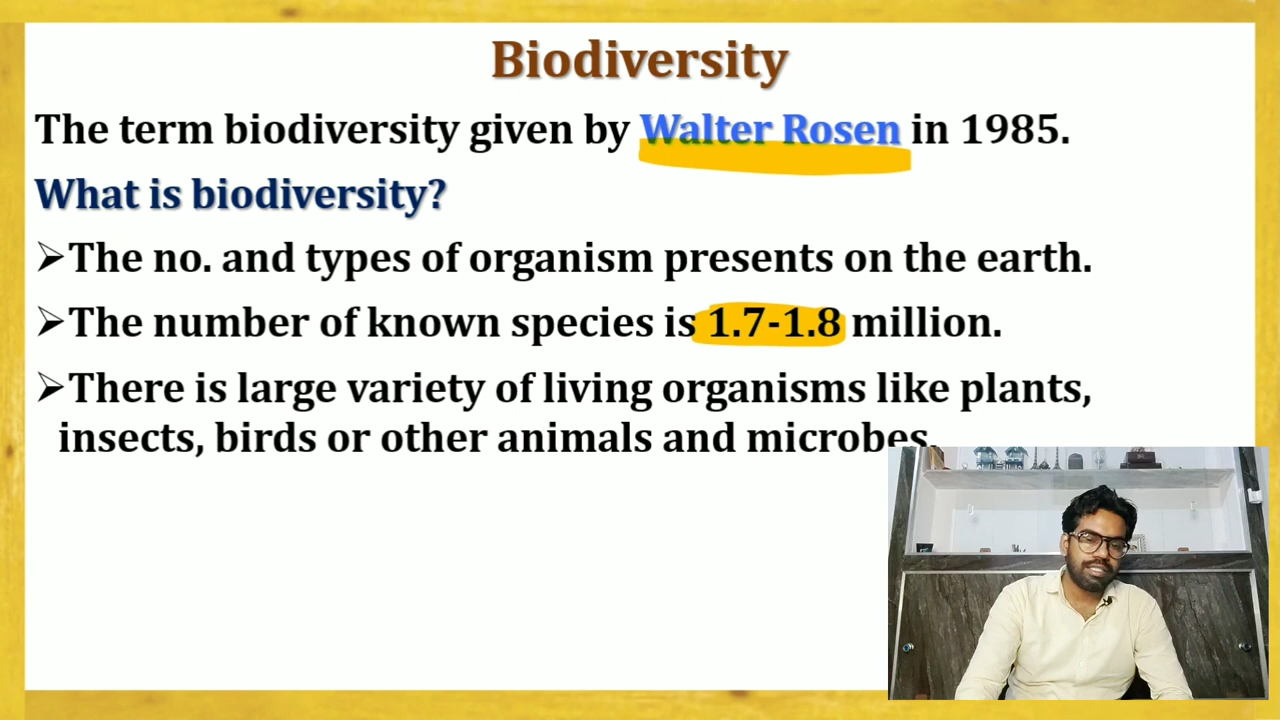 Biodiversity
The term biodiversity given by Walter Rosen in 1985.
What is biodiversity?
➢The no. and types of organism presents on the earth.
➢The number of known species is 1.7-1.8 million.
➢There is large variety of living organisms like plants,
insects, birds or other animals and microbes.